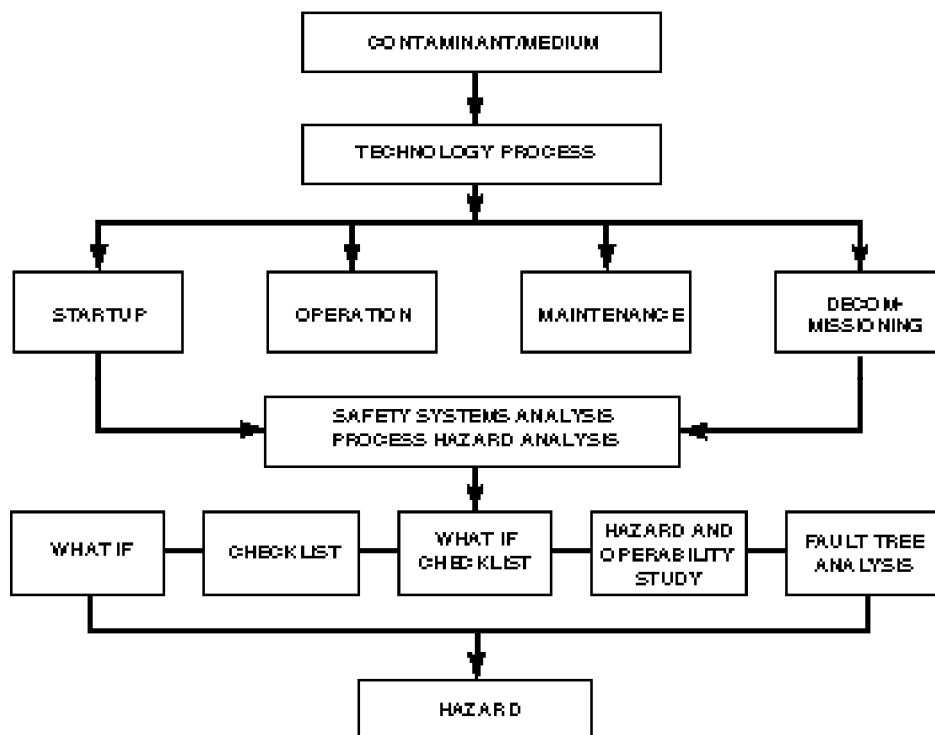 CONTAMINANT/MEDIUM
TECHNOLOGY PROCESS
STARTUP
OPERATION
MAINTENANCE
DECOM-
MISSIONING
SAFETY SYSTEMS ANALYSIS
PROCESS HAZARD ANALYSIS
WHAT IF
CHECKLIST
WHAT IF
CHECKLIST
HAZARD AND
OPERABILITY
STUDY
FAULT TREE
ANALYSIS
HAZARD